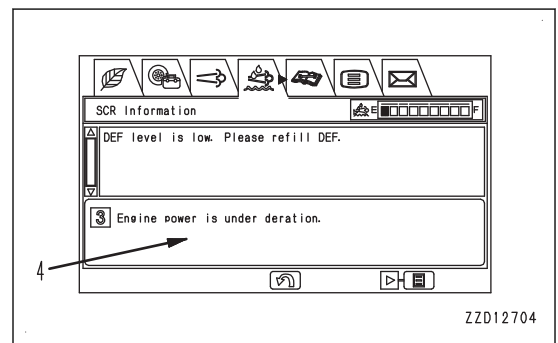 SCR Information E F
DEF level is low. Please refill DEF.
3 Engine power is under deration.
4
ZZD12704